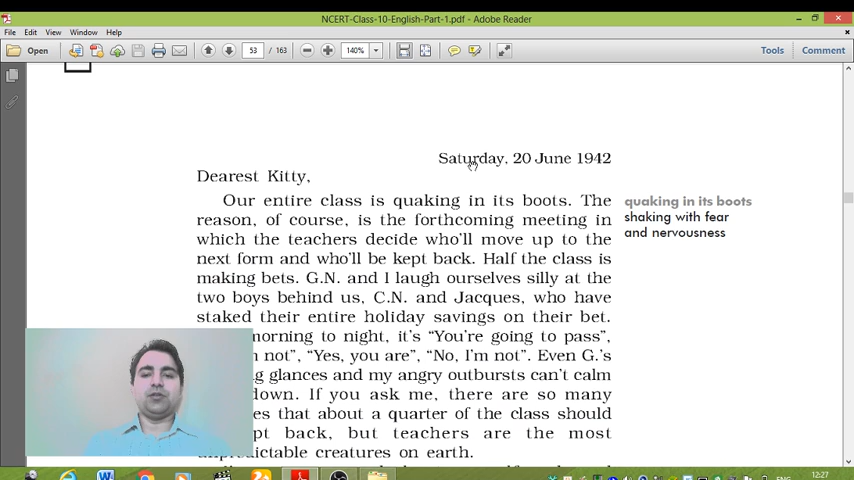 NCERT-Class-10-English-Part-1.pdf - Adobe Reader
File Edit View Window Help
Open 53 / 163 140% Tools Comment
Saturday, 20 June 1942
Dearest Kitty,
Our entire class is quaking in its boots. The
reason, of course, is the forthcoming meeting in
which the teachers decide who'll move up to the
next form and who'll be kept back. Half the class is
making bets. G.N. and I laugh ourselves silly at the
two boys behind us, C.N. and Jacques, who have
staked their entire holiday savings on their bet.
morning to night, it's “You're going to pass”,
not”, “Yes, you are”, “No, I'm not”. Even G.'s
glances and my angry outbursts can't calm
down. If you ask me, there are so many
that about a quarter of the class should
back, but teachers are the most
unpredictable creatures on earth.
quaking in its boots
shaking with fear
and nervousness
ENG
12:27